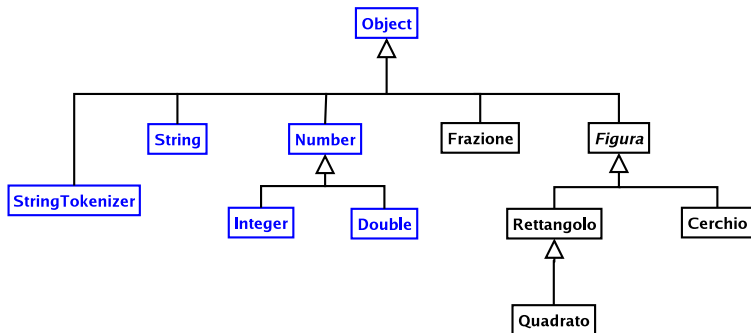 Object
String
Number
Frazione
Figura
StringTokenizer
Integer
Double
Rettangolo
Cerchio
Quadrato